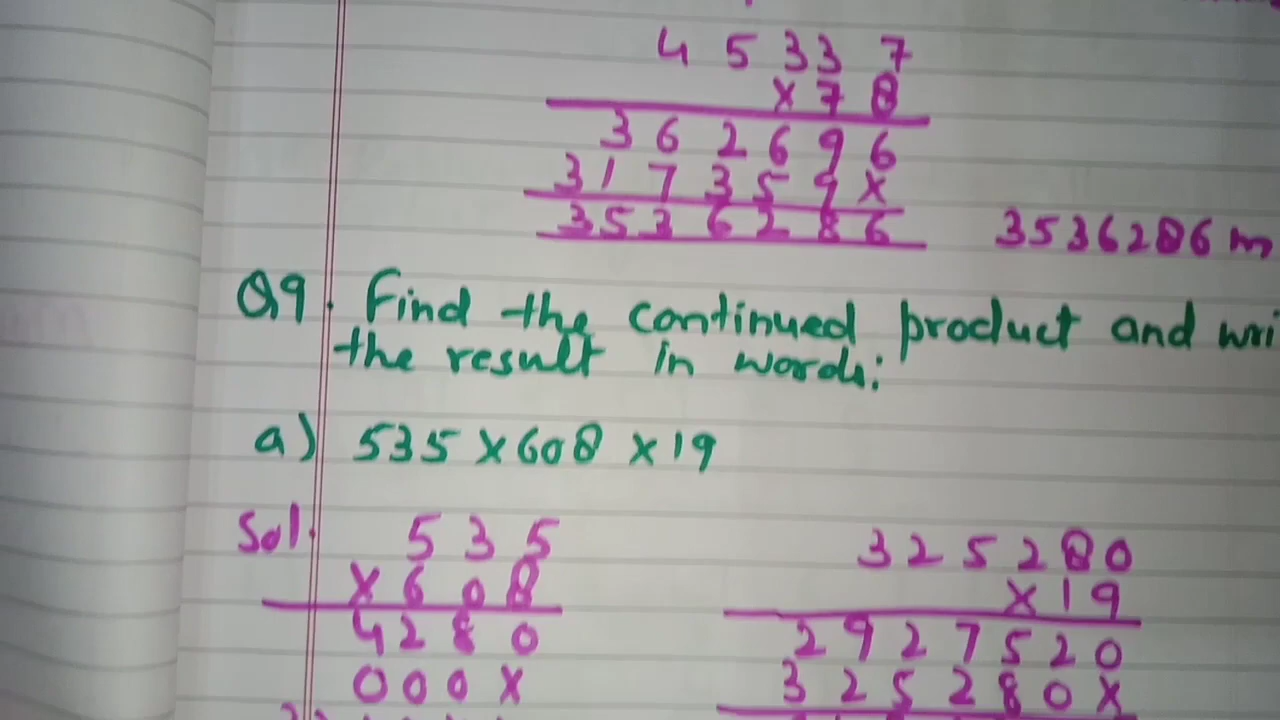 4 5 3 3 7
x 7 8
3 6 2 6 9 6
3 1 7 3 5 9 x
3 5 3 6 2 8 6
3536286 m
Q9. Find the continued product and wri
the result in words:
a) 535 x 608 x 19
Sol.
5 3 5
x 6 0 8
4 2 8 0
0 0 0 x
3 2 5 2 8 0
x 1 9
2 9 2 7 5 2 0
3 2 5 2 8 0 x